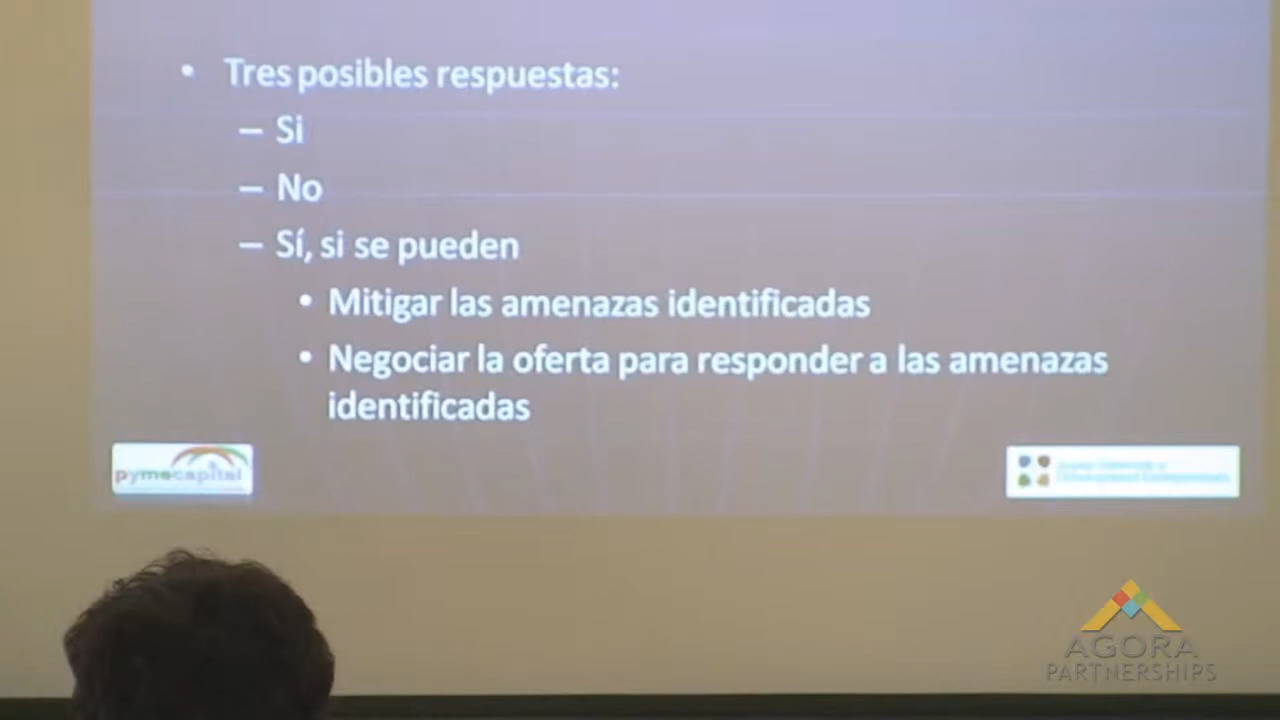 • Tres posibles respuestas:
– Si
– No
– Sí, si se pueden
• Mitigar las amenazas identificadas
• Negociar la oferta para responder a las amenazas
identificadas
pymecapital
AGORA
PARTNERSHIPS